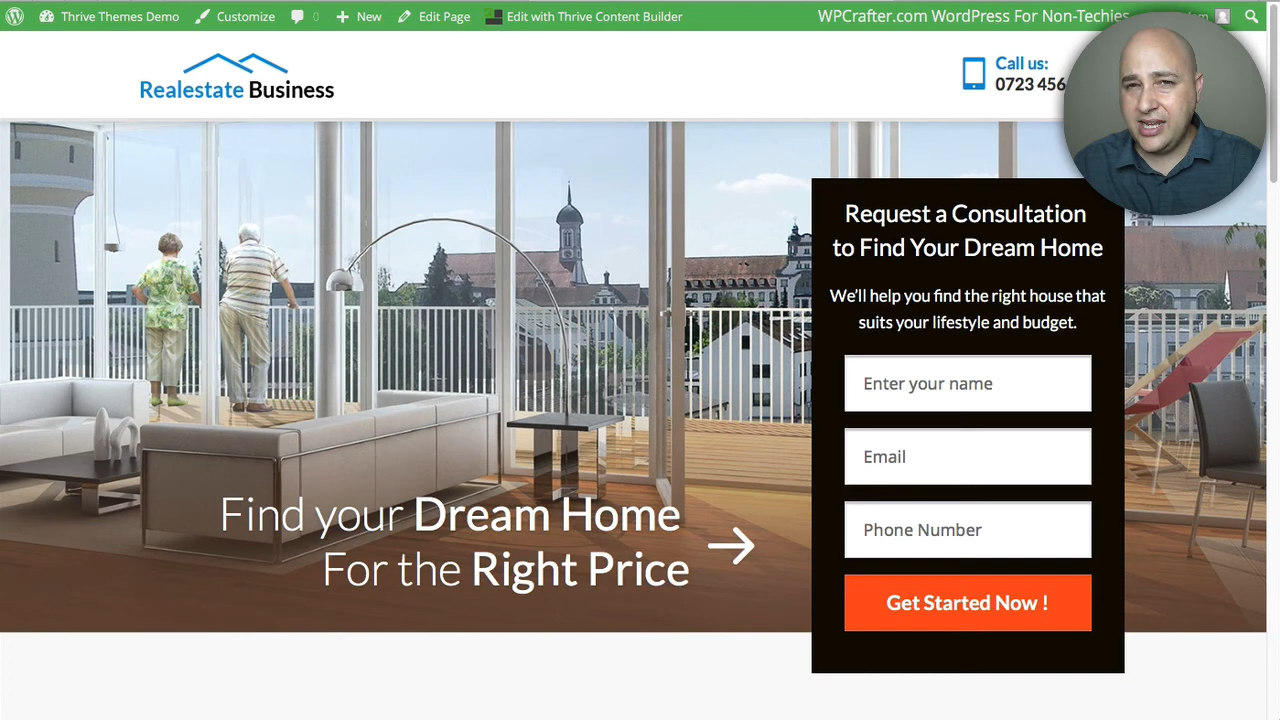 Thrive Themes Demo Customize 0 New Edit Page Edit with Thrive Content Builder WPCrafter.com WordPress For Non-Techies
Realestate Business
Call us:
0723 456
Request a Consultation
to Find Your Dream Home
We'll help you find the right house that
suits your lifestyle and budget.
Enter your name
Email
Phone Number
Get Started Now !
Find your Dream Home
For the Right Price